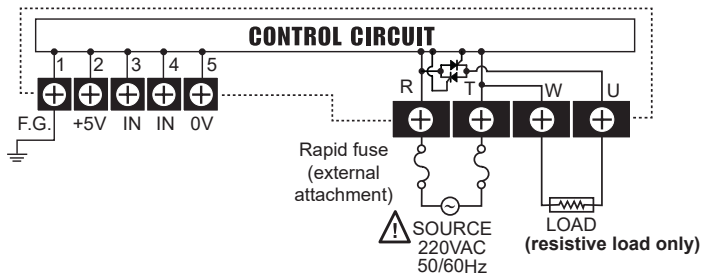 CONTROL CIRCUIT
1 2 3 4 5
R T W U
F.G. +5V IN IN 0V
Rapid fuse
(external
attachment)
! SOURCE
220VAC
50/60Hz
LOAD
(resistive load only)